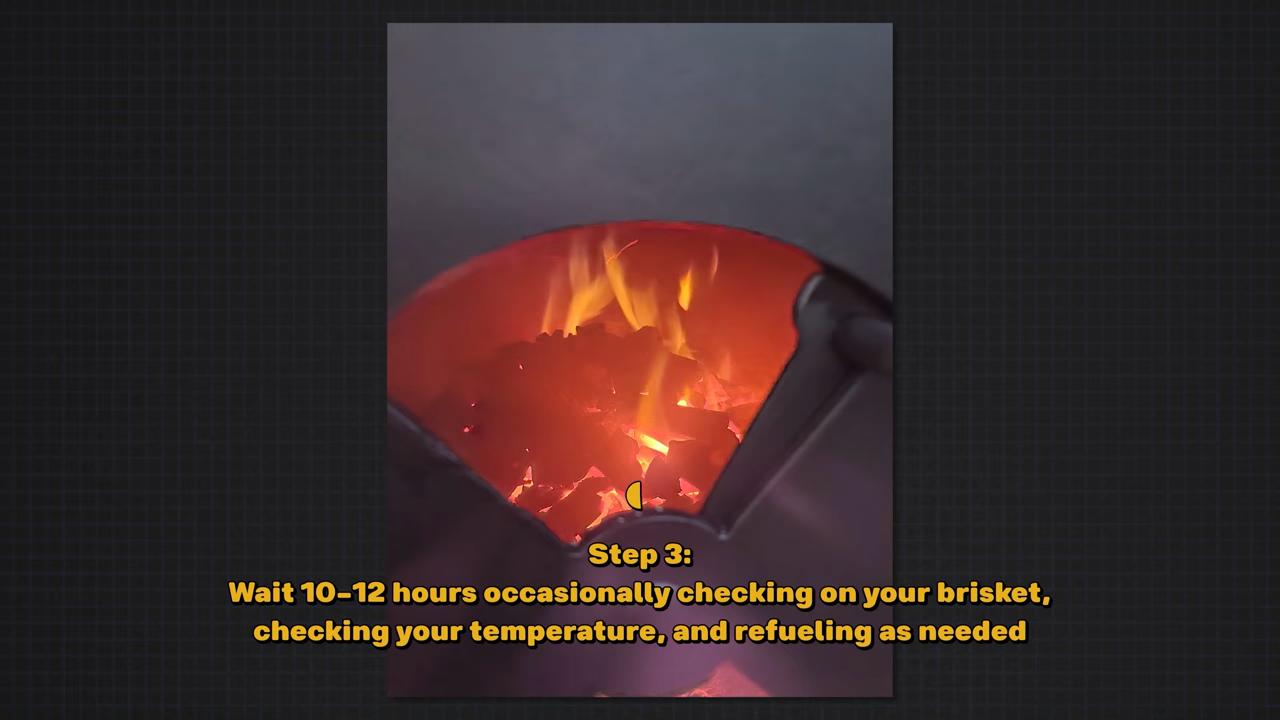 Step 3:
Wait 10-12 hours occasionally checking on your brisket,
checking your temperature, and refueling as needed